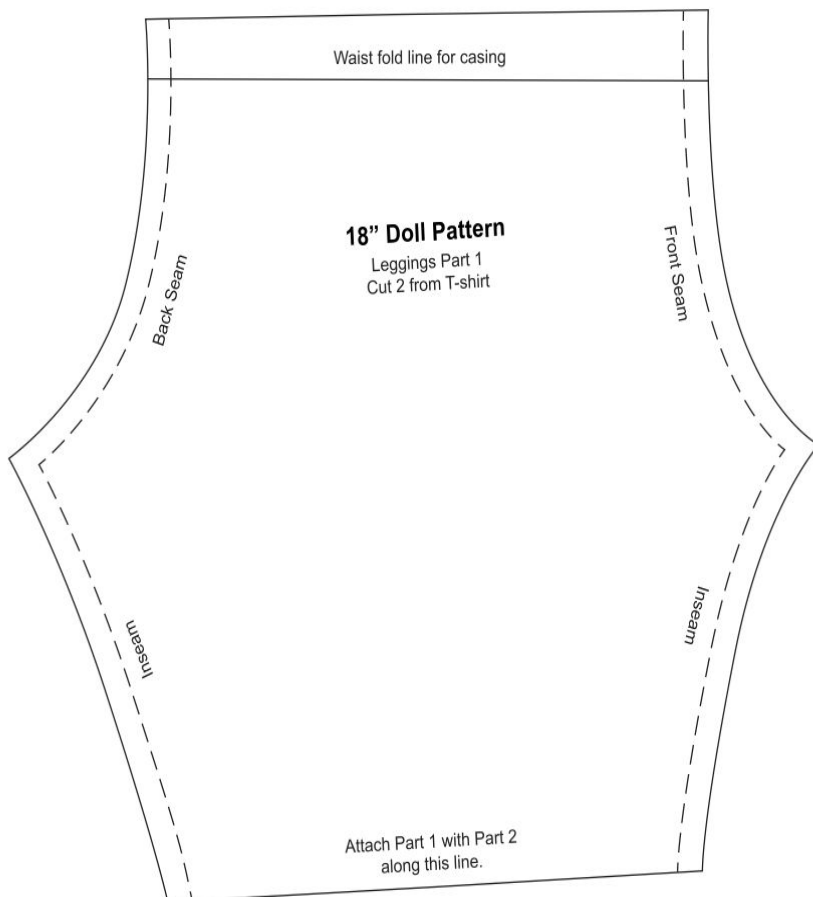 Waist fold line for casing
18” Doll Pattern
Leggings Part 1
Cut 2 from T-shirt
Back Seam
Front Seam
Inseam
Inseam
Attach Part 1 with Part 2
along this line.